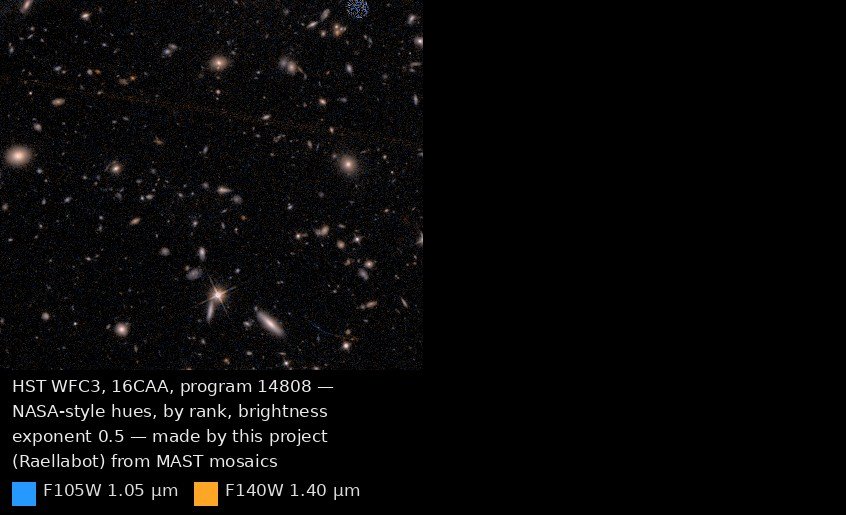 HST WFC3, 16CAA, program 14808 —
NASA-style hues, by rank, brightness
exponent 0.5 — made by this project
(Raellabot) from MAST mosaics
F105W 1.05 µm F140W 1.40 µm